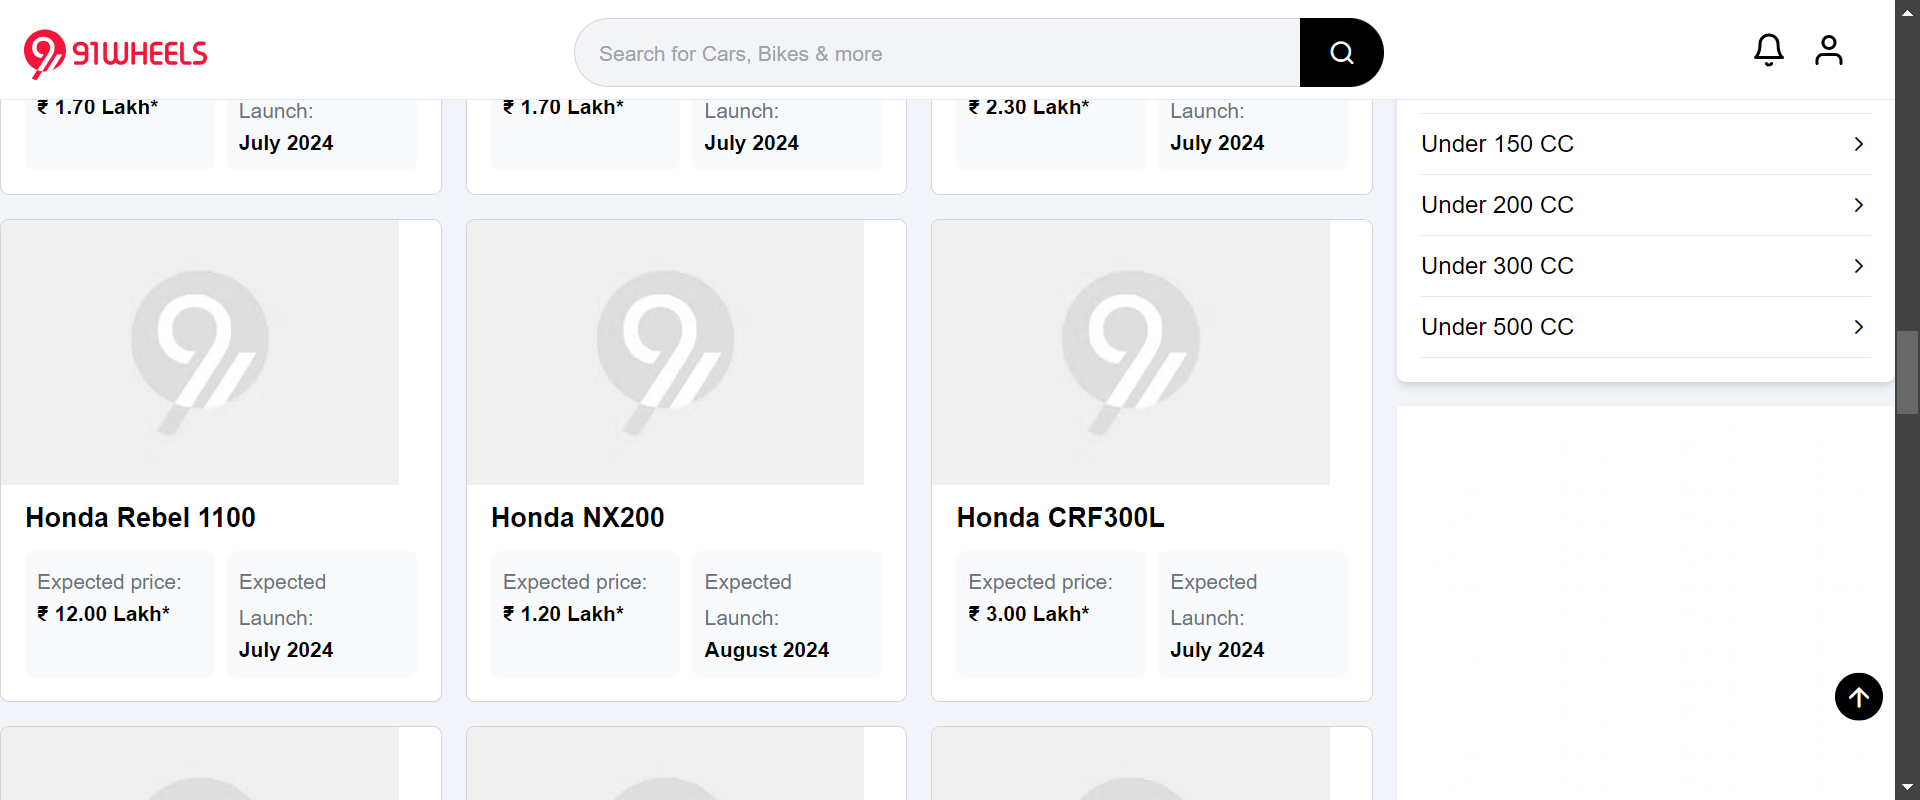 91WHEELS
Search for Cars, Bikes & more
₹ 1.70 Lakh*
Launch:
July 2024
₹ 1.70 Lakh*
Launch:
July 2024
₹ 2.30 Lakh*
Launch:
July 2024
Under 150 CC
Under 200 CC
Under 300 CC
Under 500 CC
Honda Rebel 1100
Expected price:
₹ 12.00 Lakh*
Expected
Launch:
July 2024
Honda NX200
Expected price:
₹ 1.20 Lakh*
Expected
Launch:
August 2024
Honda CRF300L
Expected price:
₹ 3.00 Lakh*
Expected
Launch:
July 2024